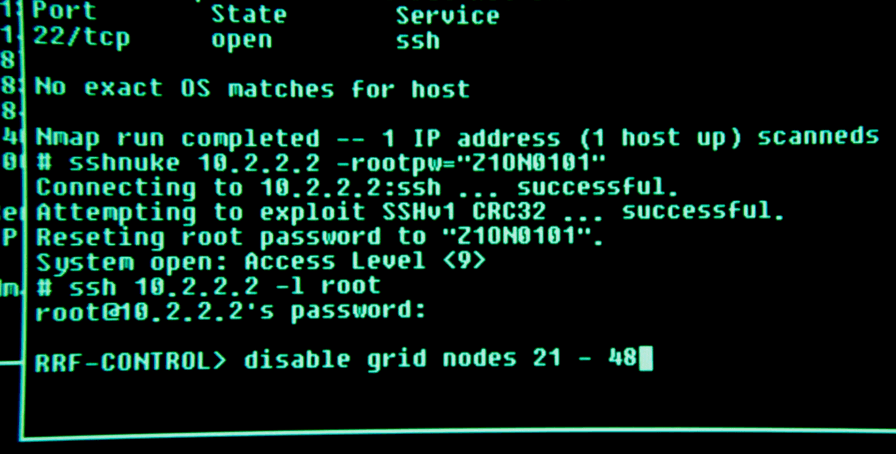 Port State Service
22/tcp open ssh
No exact OS matches for host
Nmap run completed -- 1 IP address (1 host up) scanneds
# sshnuke 10.2.2.2 -rootpw="Z1ON0101"
Connecting to 10.2.2.2:ssh ... successful.
Attempting to exploit SSHv1 CRC32 ... successful.
Reseting root password to "Z1ON0101".
System open: Access Level <9>
# ssh 10.2.2.2 -l root
root@10.2.2.2's password:
RRF-CONTROL> disable grid nodes 21 - 48